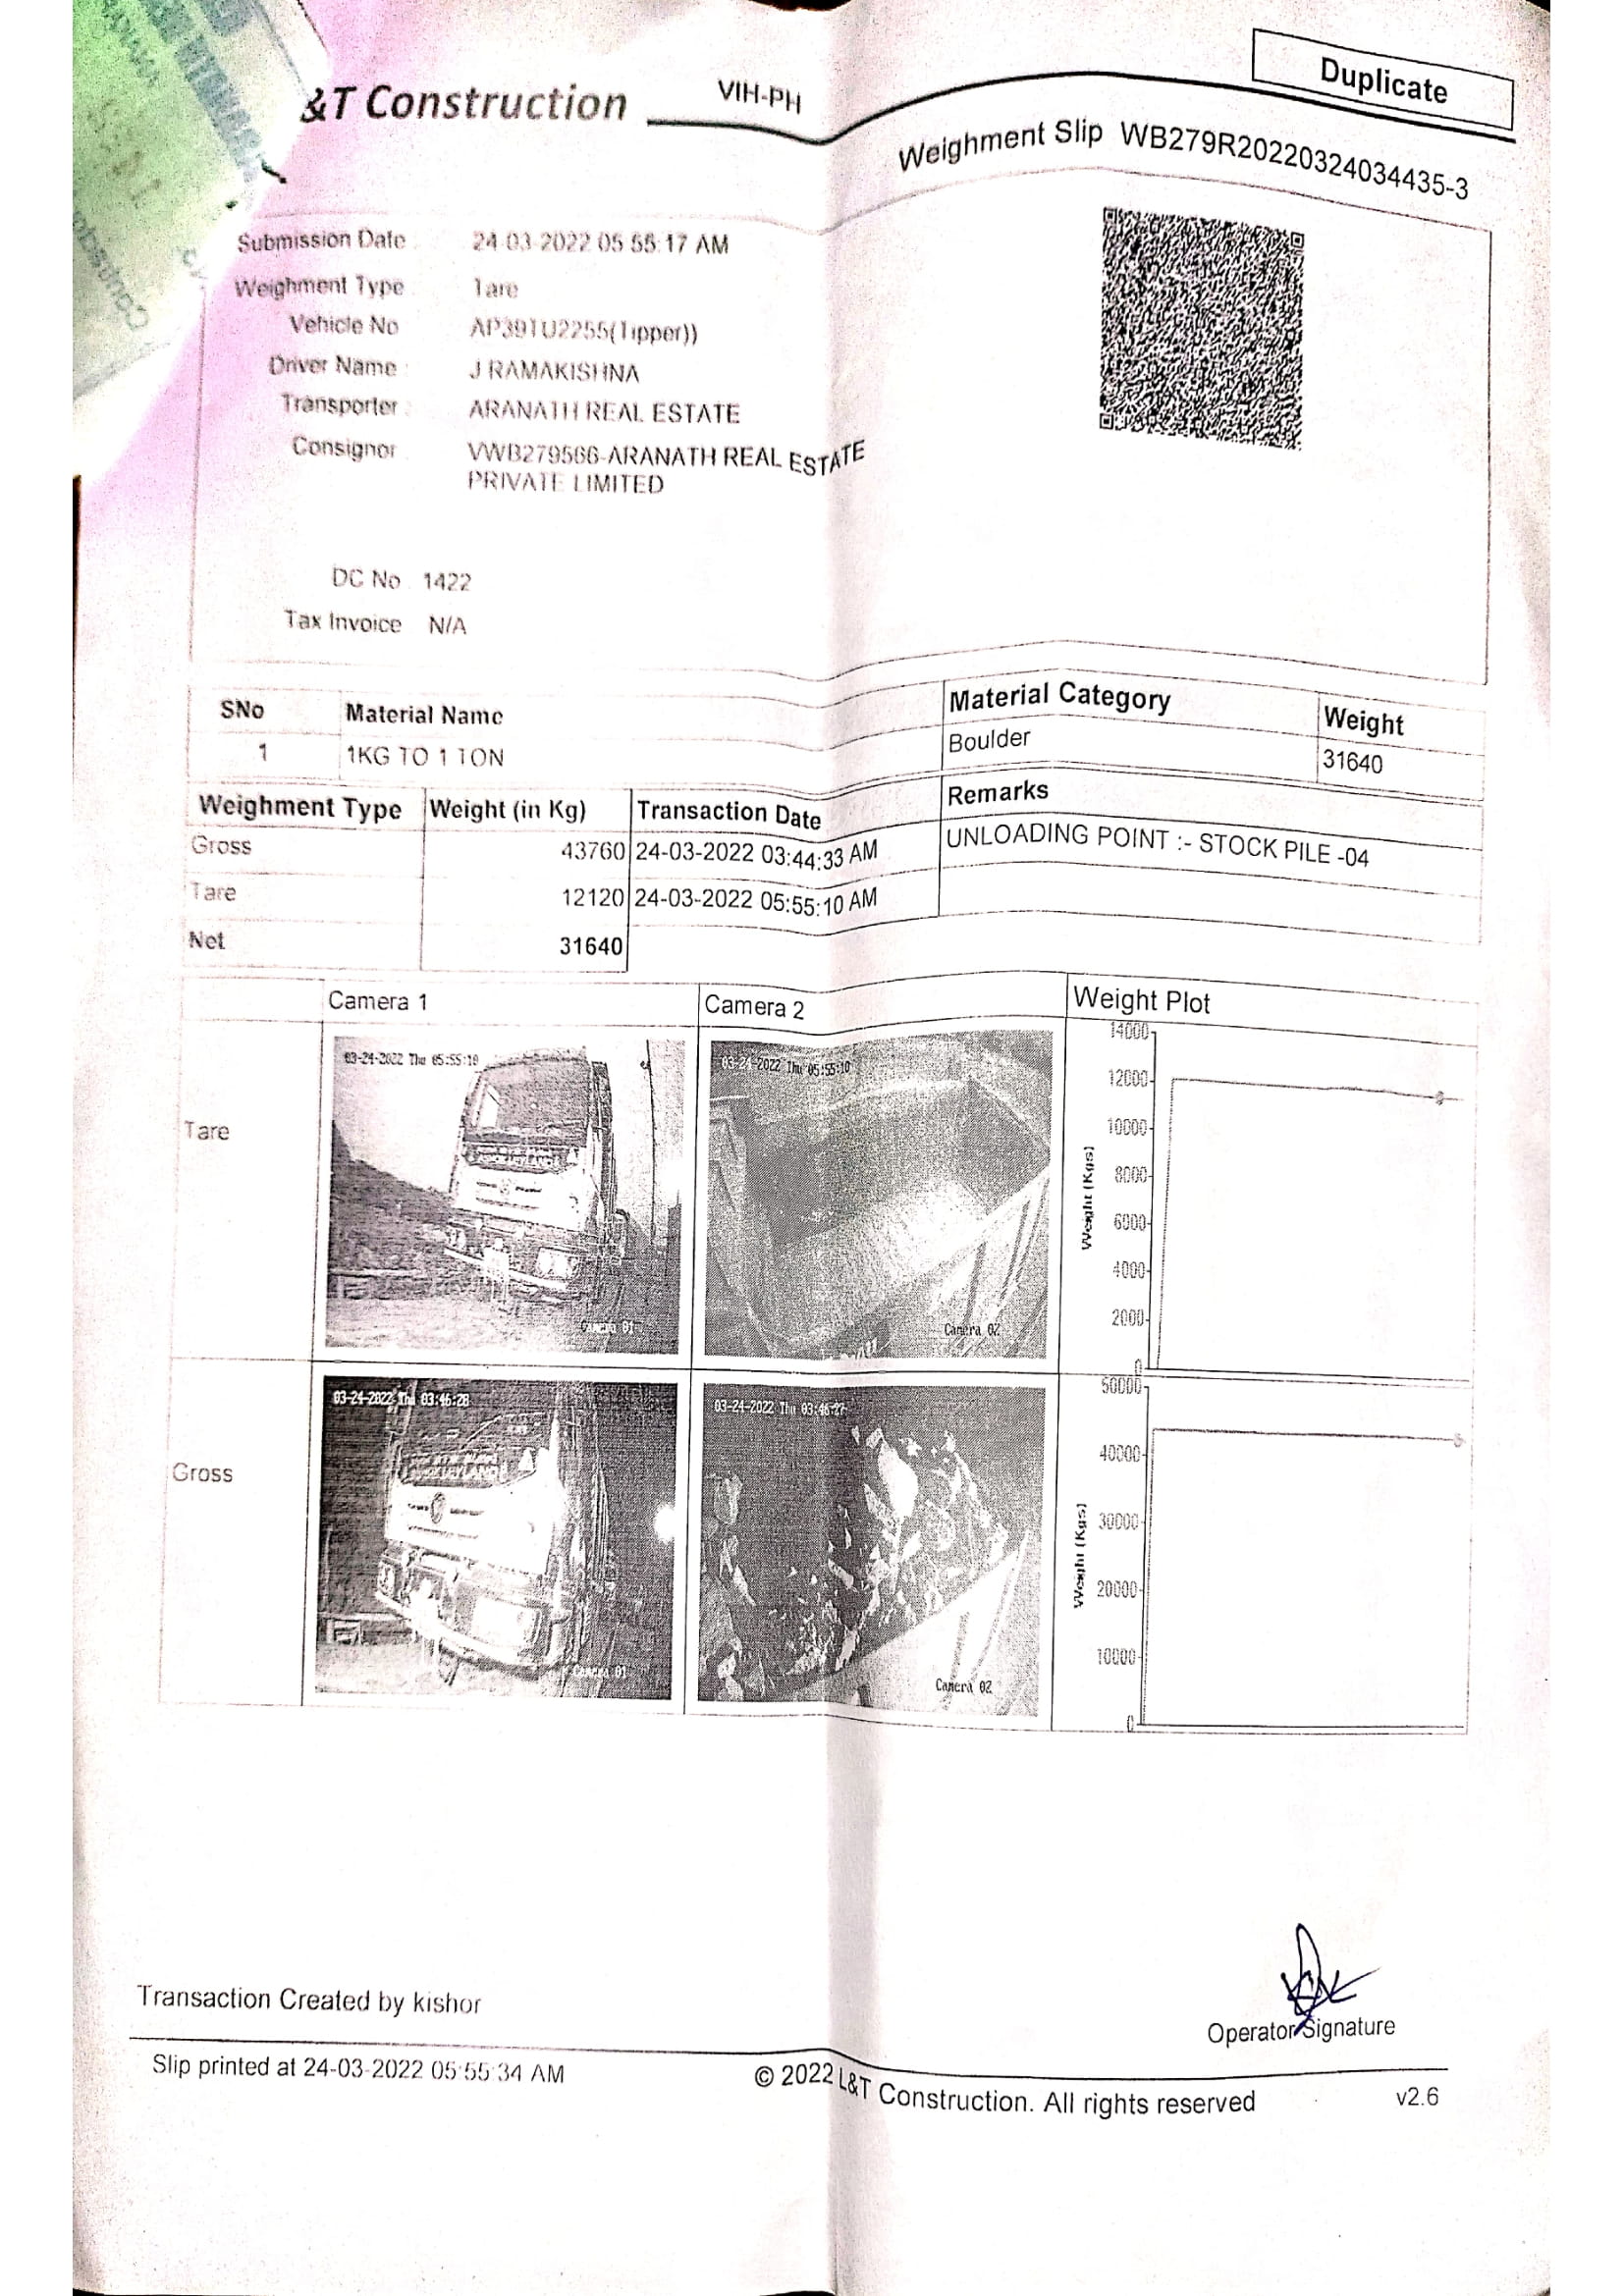 &T Construction
VIH-PH
Duplicate
Weighment Slip WB279R20220324034435-3
Submission Date : 24-03-2022 05:55:17 AM
Weighment Type : Tare
Vehicle No AP39TU2255(Tipper))
Driver Name : J RAMAKISHNA
Transporter : ARANATH REAL ESTATE
Consignor VWB279566-ARANATH REAL ESTATE
PRIVATE LIMITED
DC No 1422
Tax Invoice N/A
SNo Material Name Material Category Weight
1 1KG TO 1 TON Boulder 31640
Weighment Type Weight (in Kg) Transaction Date Remarks
Gross 43760 24-03-2022 03:44:33 AM UNLOADING POINT :- STOCK PILE -04
Tare 12120 24-03-2022 05:55:10 AM
Net 31640
Camera 1 Camera 2 Weight Plot
Tare
03-24-2022 Thu 05:55:10
Camera 01
03-24-2022 Thu 05:55:10
Camera 02
Weight (Kgs)
14000
12000
10000
8000
6000
4000
2000
0
Gross
03-24-2022 Thu 03:46:28
Camera 01
03-24-2022 Thu 03:46:27
Camera 02
Weight (Kgs)
50000
40000
30000
20000
10000
0
Transaction Created by kishor
Operator Signature
Slip printed at 24-03-2022 05:55:34 AM
© 2022 L&T Construction. All rights reserved
v2.6